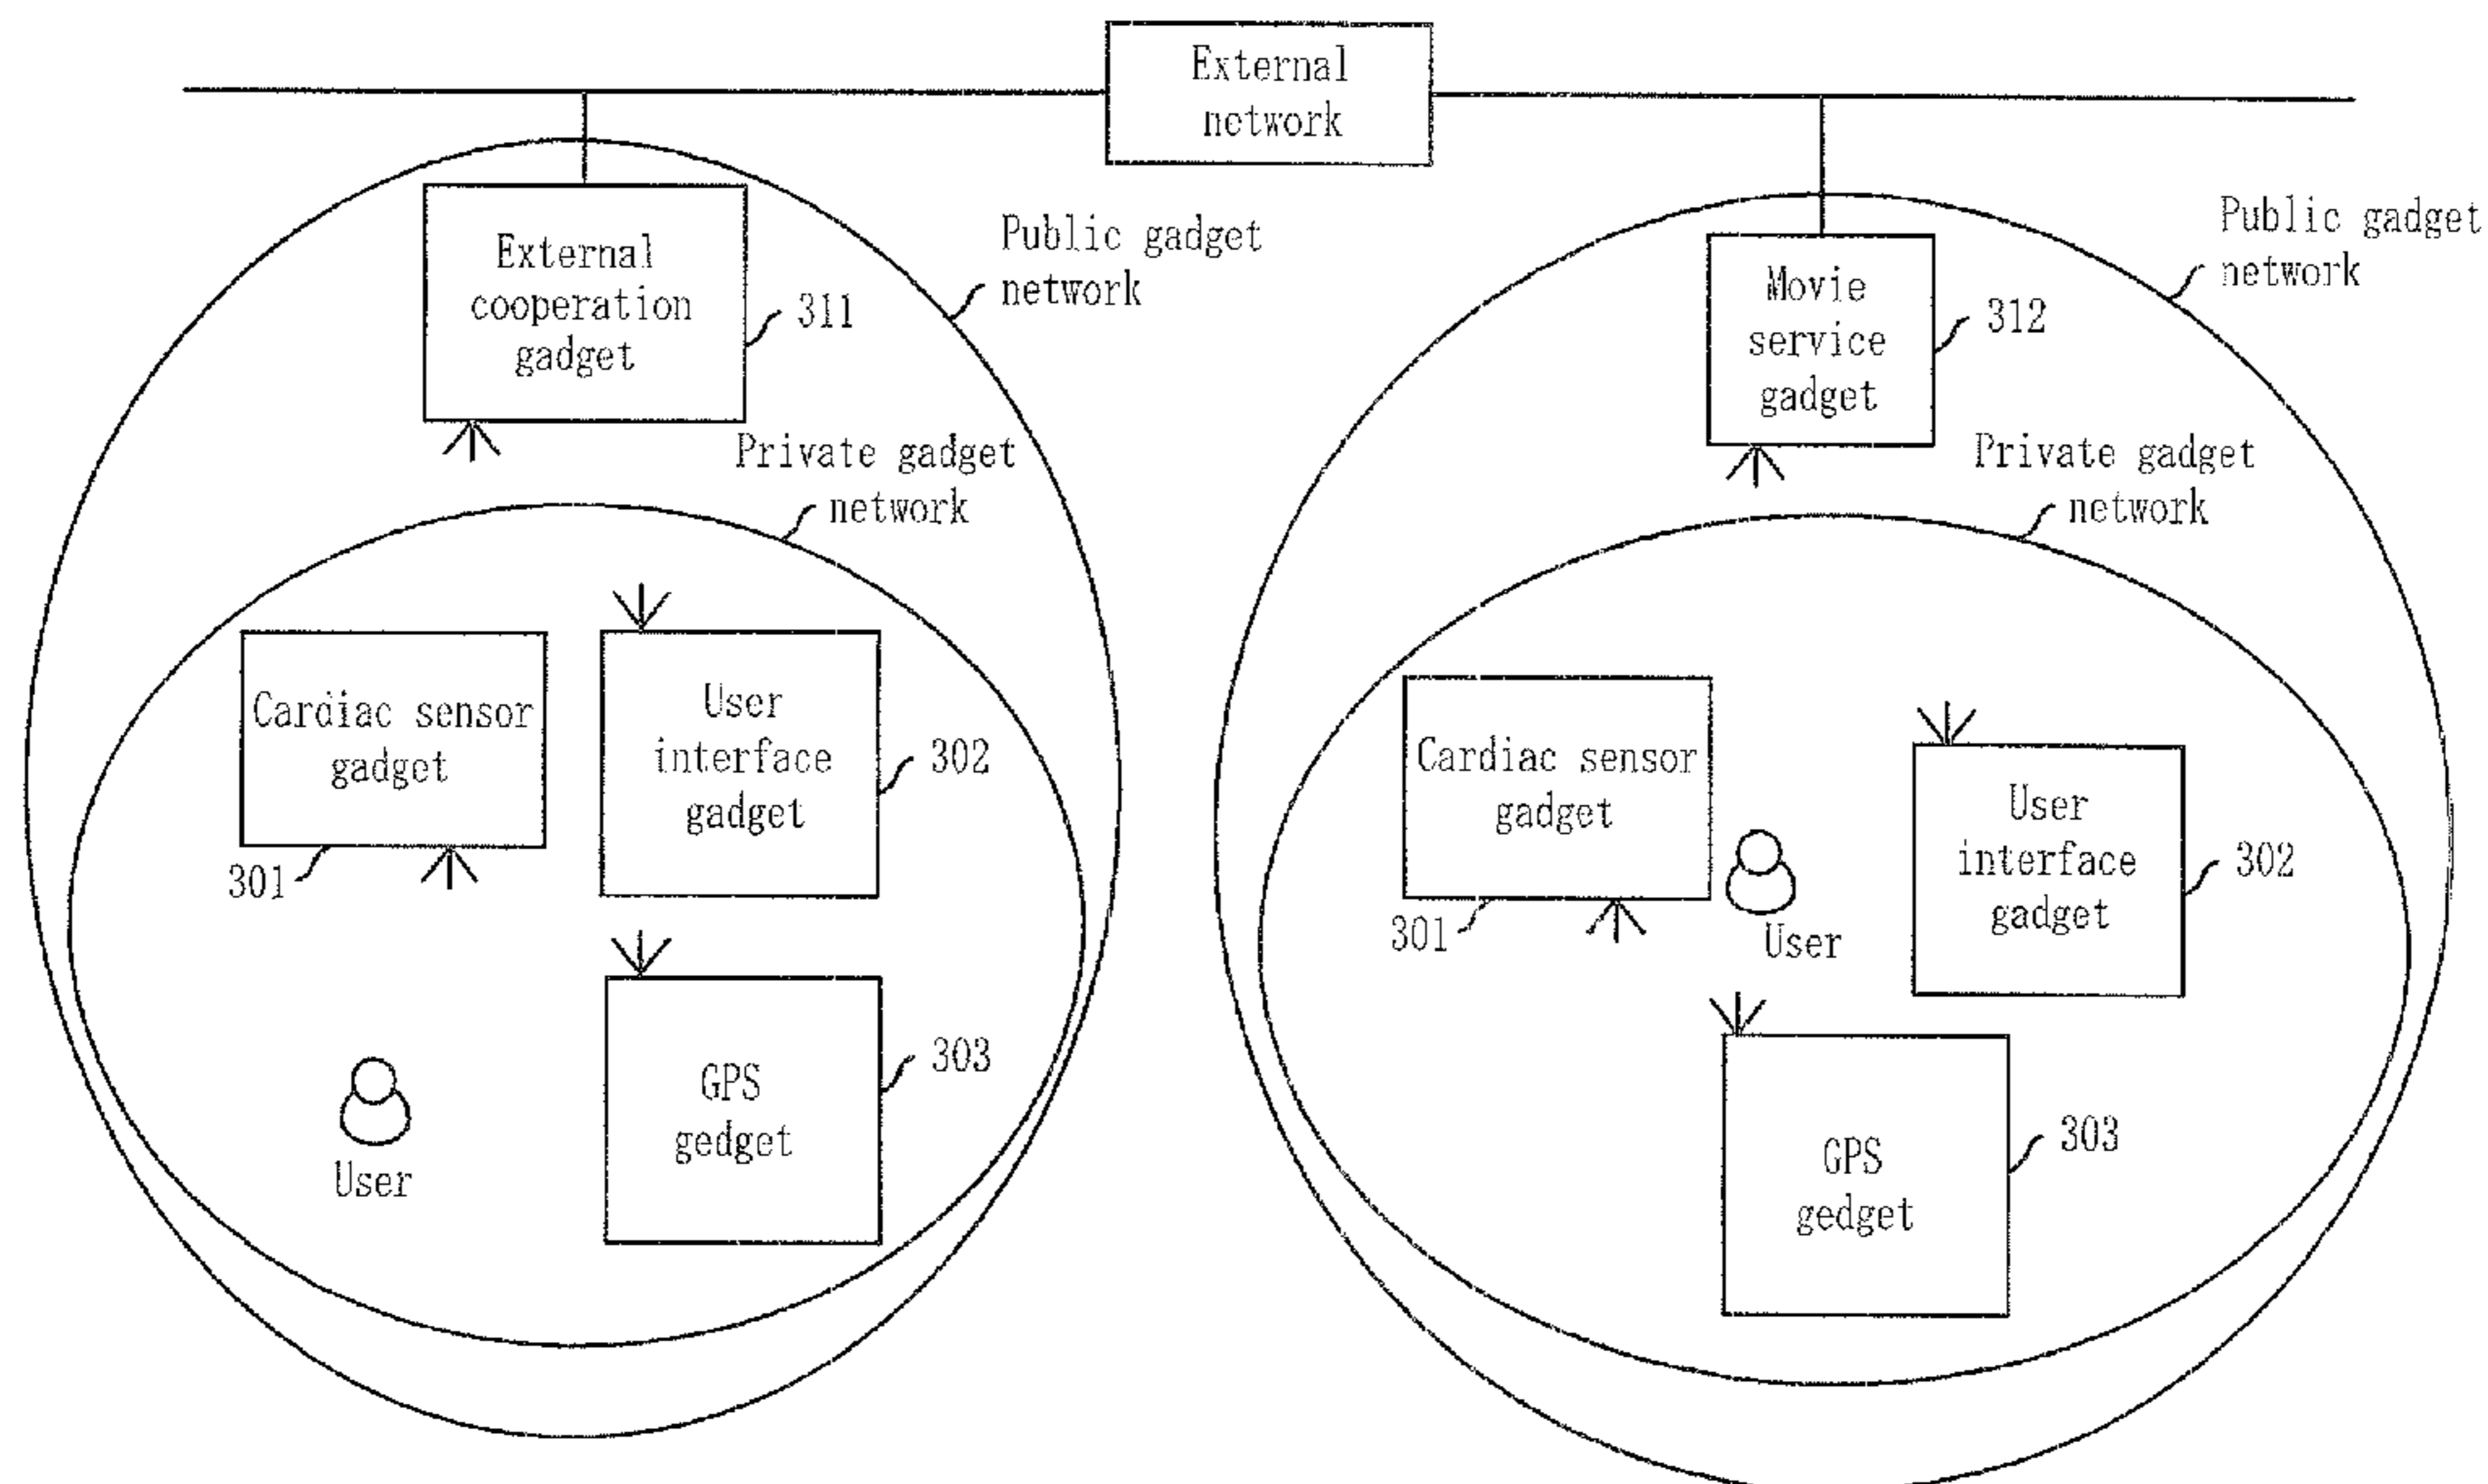 External
network
External
cooperation
gadget
311
Public gadget
network
Private gadget
network
Cardiac sensor
gadget
301
User
interface
gadget
302
GPS
gedget
303
User
Movie
service
gadget
312
Public gadget
network
Private gadget
network
Cardiac sensor
gadget
301
User
User
interface
gadget
302
GPS
gedget
303